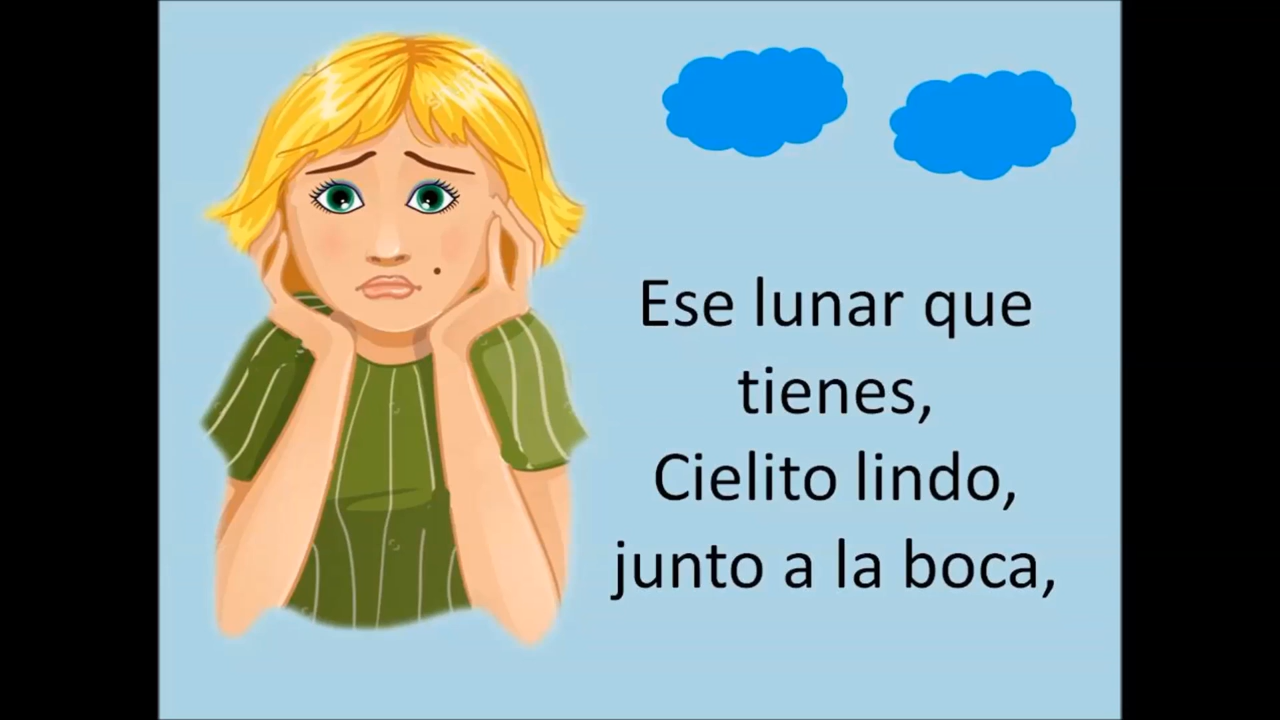 Ese lunar que
tienes,
Cielito lindo,
junto a la boca,